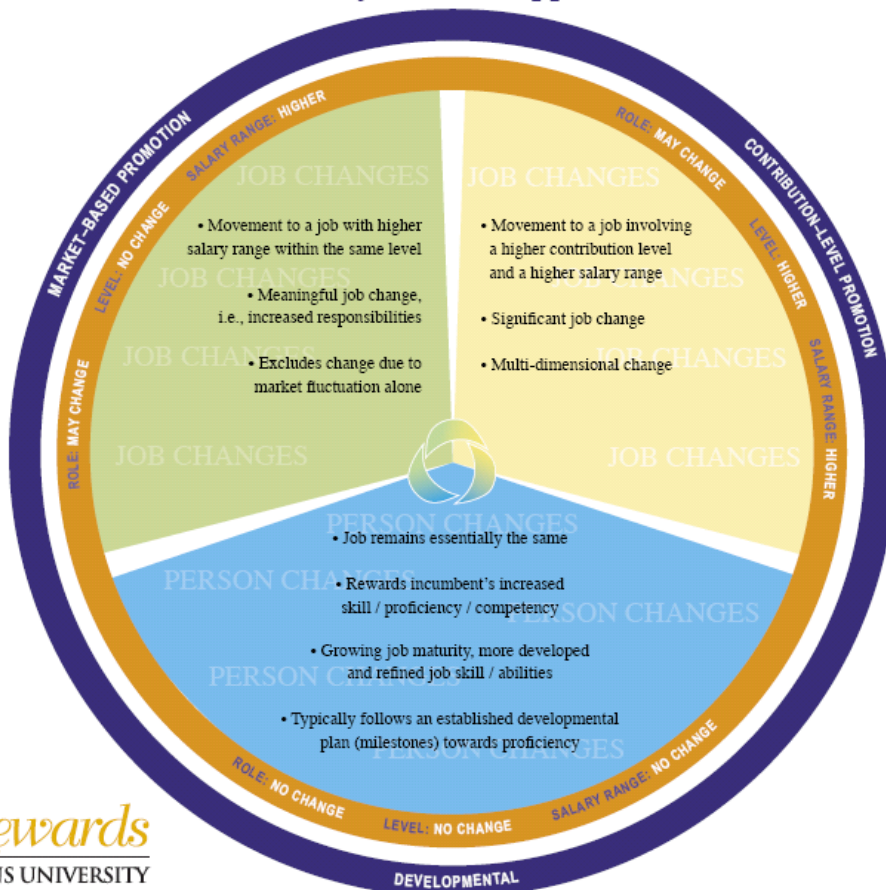 MARKET–BASED PROMOTION
SALARY RANGE: HIGHER
LEVEL: NO CHANGE
ROLE: MAY CHANGE
JOB CHANGES
• Movement to a job with higher
salary range within the same level
JOB CHANGES
• Meaningful job change,
i.e., increased responsibilities
JOB CHANGES
• Excludes change due to
market fluctuation alone
JOB CHANGES
CONTRIBUTION–LEVEL PROMOTION
ROLE: MAY CHANGE
LEVEL: HIGHER
SALARY RANGE: HIGHER
JOB CHANGES
• Movement to a job involving
a higher contribution level
and a higher salary range
JOB CHANGES
• Significant job change
JOB CHANGES
• Multi-dimensional change
JOB CHANGES
PERSON CHANGES
• Job remains essentially the same
PERSON CHANGES
• Rewards incumbent's increased
skill / proficiency / competency
PERSON CHANGES
• Growing job maturity, more developed
and refined job skill / abilities
PERSON CHANGES
• Typically follows an established developmental
plan (milestones) towards proficiency
PERSON CHANGES
ROLE: NO CHANGE
LEVEL: NO CHANGE
SALARY RANGE: NO CHANGE
DEVELOPMENTAL
ewards
NS UNIVERSITY